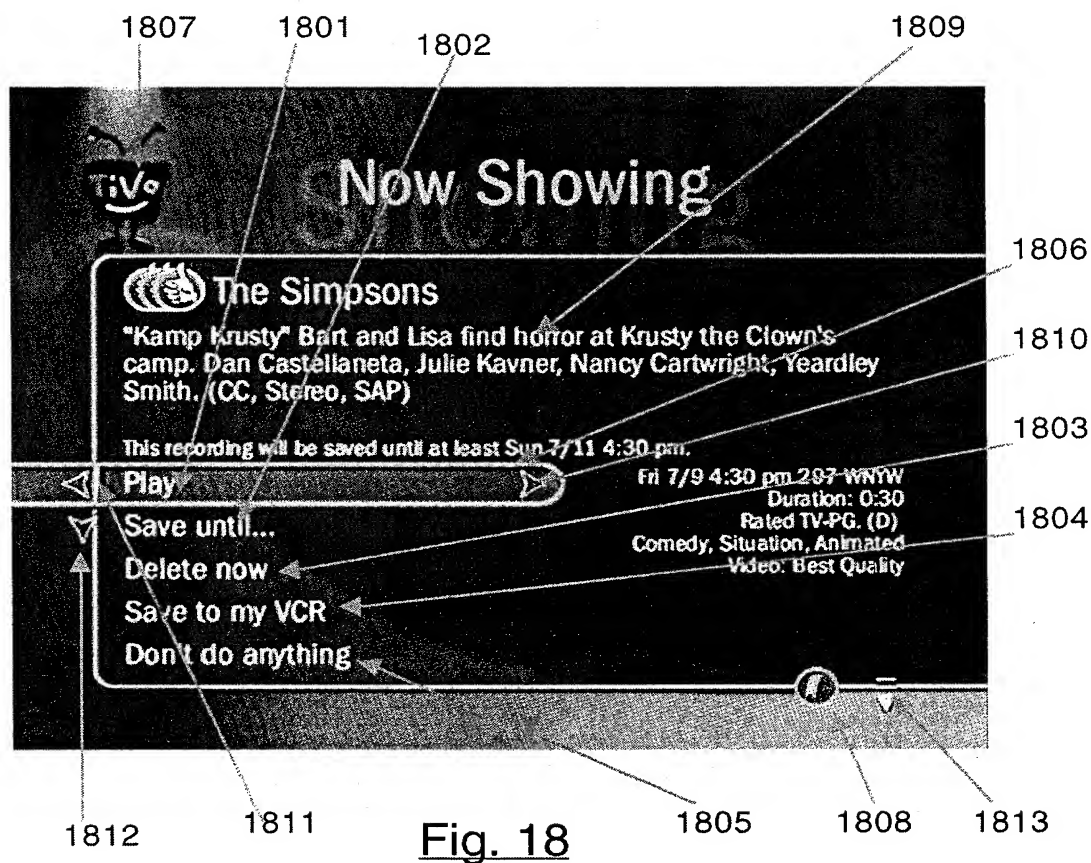 1807 1801 1802 1809
TiVo
Now Showing
The Simpsons
"Kamp Krusty" Bart and Lisa find horror at Krusty the Clown's
camp. Dan Castellaneta, Julie Kavner, Nancy Cartwright, Yeardley
Smith. (CC, Stereo, SAP)
1806
1810
This recording will be saved until at least Sun 7/11 4:30 pm.
1803
Play
Fri 7/9 4:30 pm 297 WNYW
Duration: 0:30
1804
Save until...
Rated TV-PG. (D)
Comedy, Situation, Animated
Delete now
Video: Best Quality
Save to my VCR
Don't do anything
1812 1811 1805 1808 1813
Fig. 18